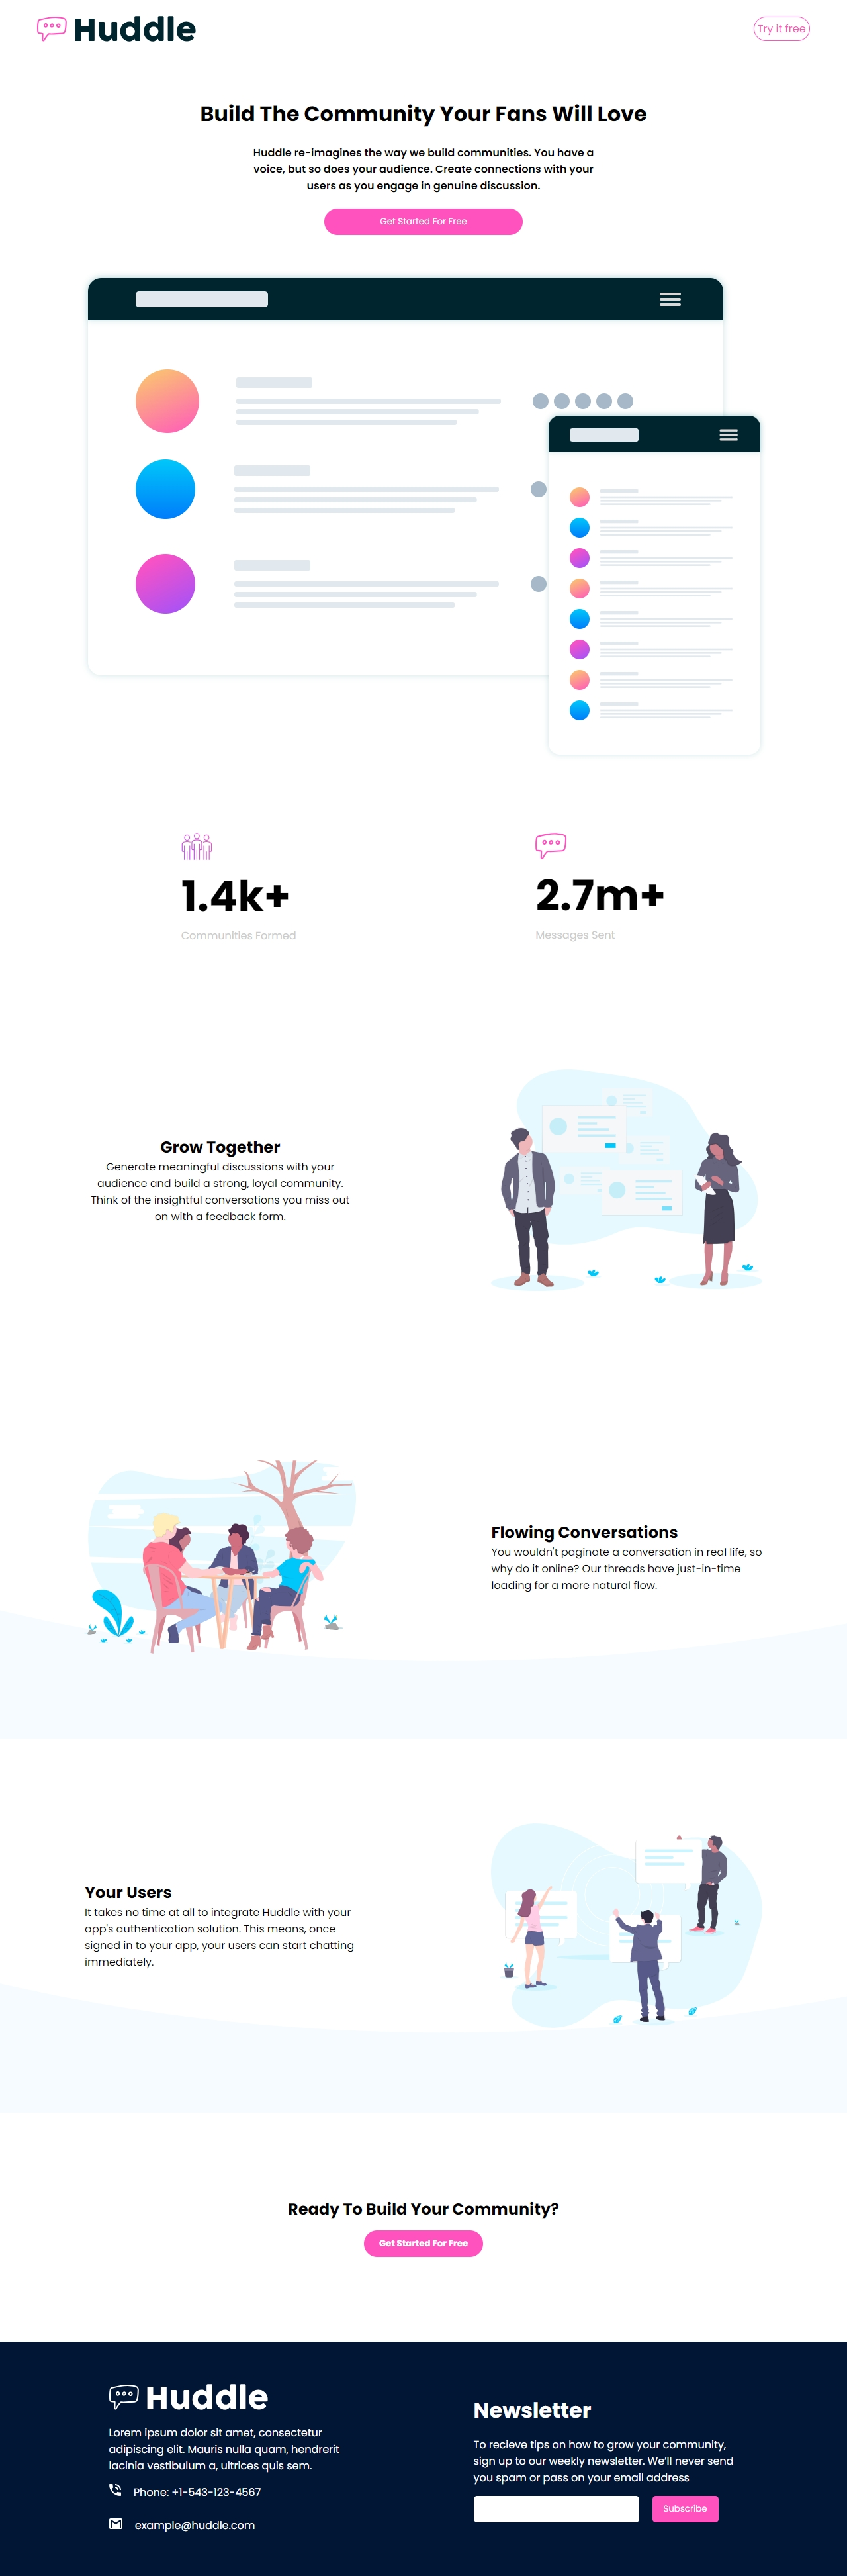 Huddle
Try it free
Build The Community Your Fans Will Love
Huddle re-imagines the way we build communities. You have a
voice, but so does your audience. Create connections with your
users as you engage in genuine discussion.
Get Started For Free
1.4k+
Communities Formed
2.7m+
Messages Sent
Grow Together
Generate meaningful discussions with your
audience and build a strong, loyal community.
Think of the insightful conversations you miss out
on with a feedback form.
Flowing Conversations
You wouldn't paginate a conversation in real life, so
why do it online? Our threads have just-in-time
loading for a more natural flow.
Your Users
It takes no time at all to integrate Huddle with your
app's authentication solution. This means, once
signed in to your app, your users can start chatting
immediately.
Ready To Build Your Community?
Get Started For Free
Huddle
Lorem ipsum dolor sit amet, consectetur
adipiscing elit. Mauris nulla quam, hendrerit
lacinia vestibulum a, ultrices quis sem.
Phone: +1-543-123-4567
example@huddle.com
Newsletter
To recieve tips on how to grow your community,
sign up to our weekly newsletter. We'll never send
you spam or pass on your email address
Subscribe